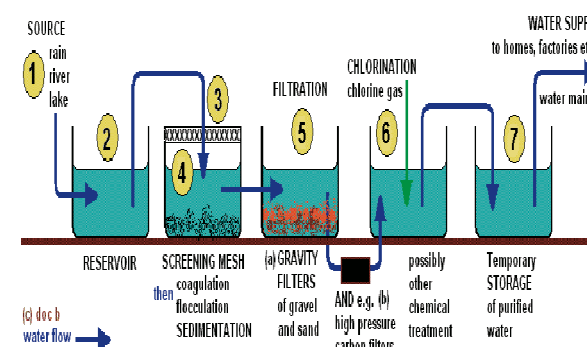 SOURCE
1
rain
river
lake
2
3
4
FILTRATION
5
CHLORINATION
chlorine gas
6
7
to homes, factories
water
RESERVOIR
SCREENING MESH
then coagulation
flocculation
SEDIMENTATION
(a) GRAVITY
FILTERS
of gravel
and sand
AND e.g. (b)
high pressure
carbon filters
possibly
other
chemical
treatment
Temporary
STORAGE
of purified
water
(c) doc b
water flow
WATER